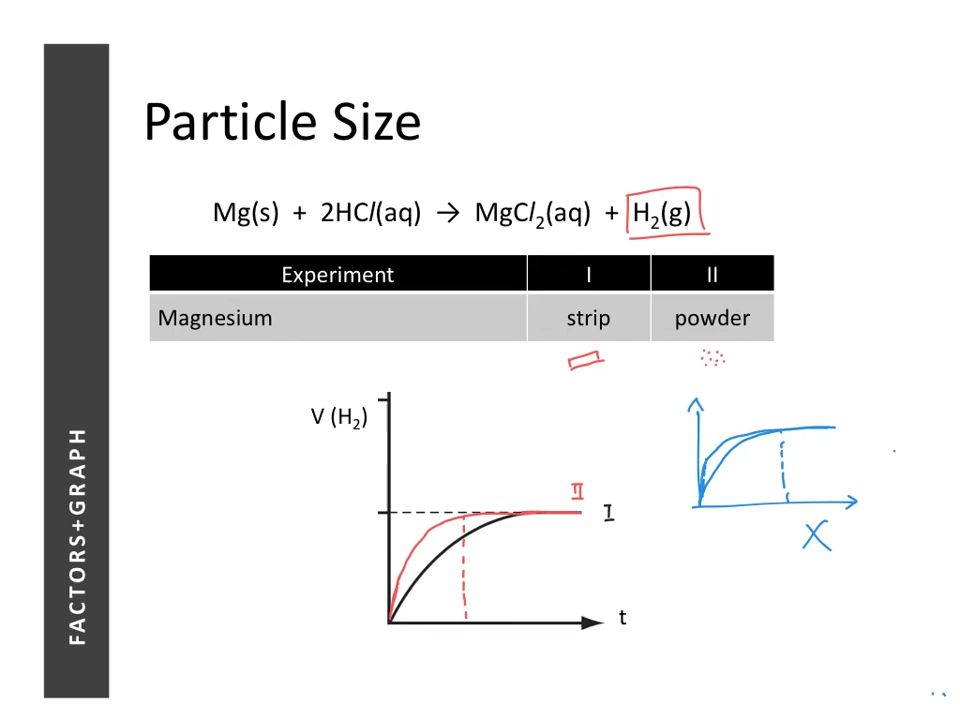 FACTORS+GRAPH
Particle Size
Mg(s) + 2HCl(aq) → MgCl₂(aq) + H₂(g)
Experiment I II
Magnesium strip powder
V (H₂)
II
I
t
X